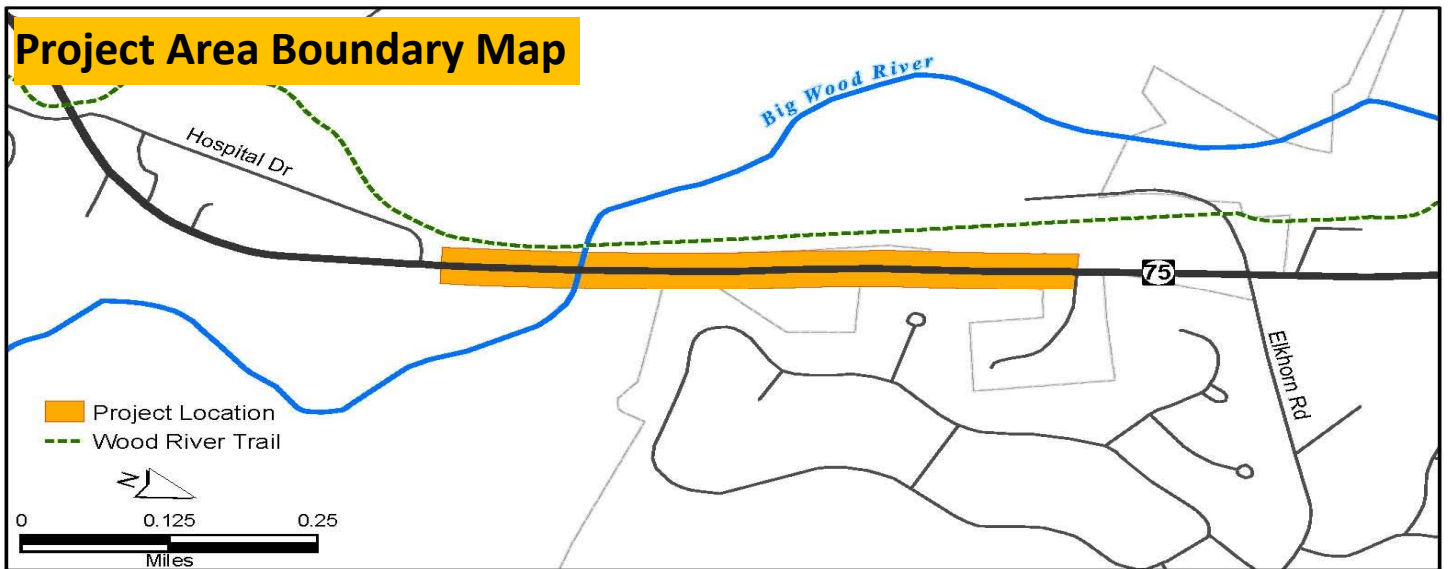 Project Area Boundary Map
Big Wood River
Hospital Dr
75
Elkhorn Rd
Project Location
Wood River Trail
N
0 0.125 0.25
Miles